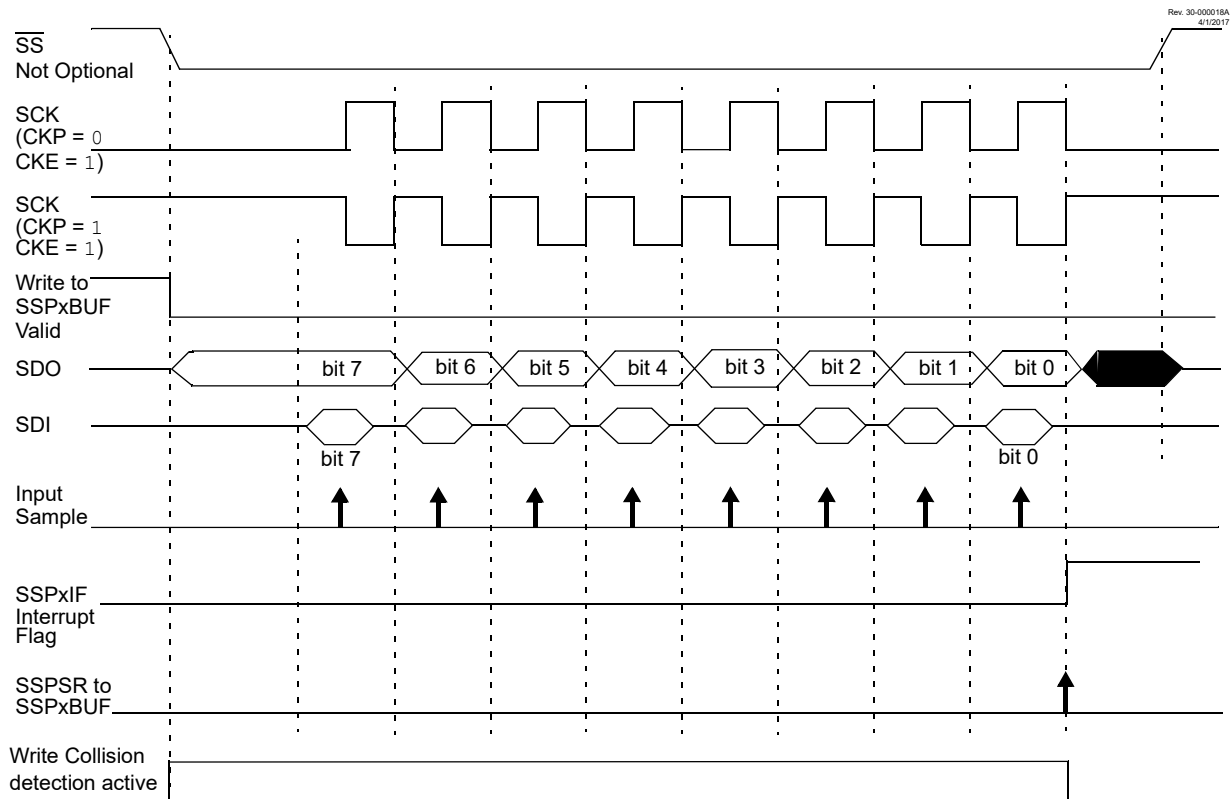 Rev. 30-000018A
4/1/2017
SS
Not Optional
SCK
(CKP = 0
CKE = 1)
SCK
(CKP = 1
CKE = 1)
Write to
SSPxBUF
Valid
SDO
bit 7
bit 6
bit 5
bit 4
bit 3
bit 2
bit 1
bit 0
SDI
bit 7
bit 0
Input
Sample
SSPxIF
Interrupt
Flag
SSPSR to
SSPxBUF
Write Collision
detection active